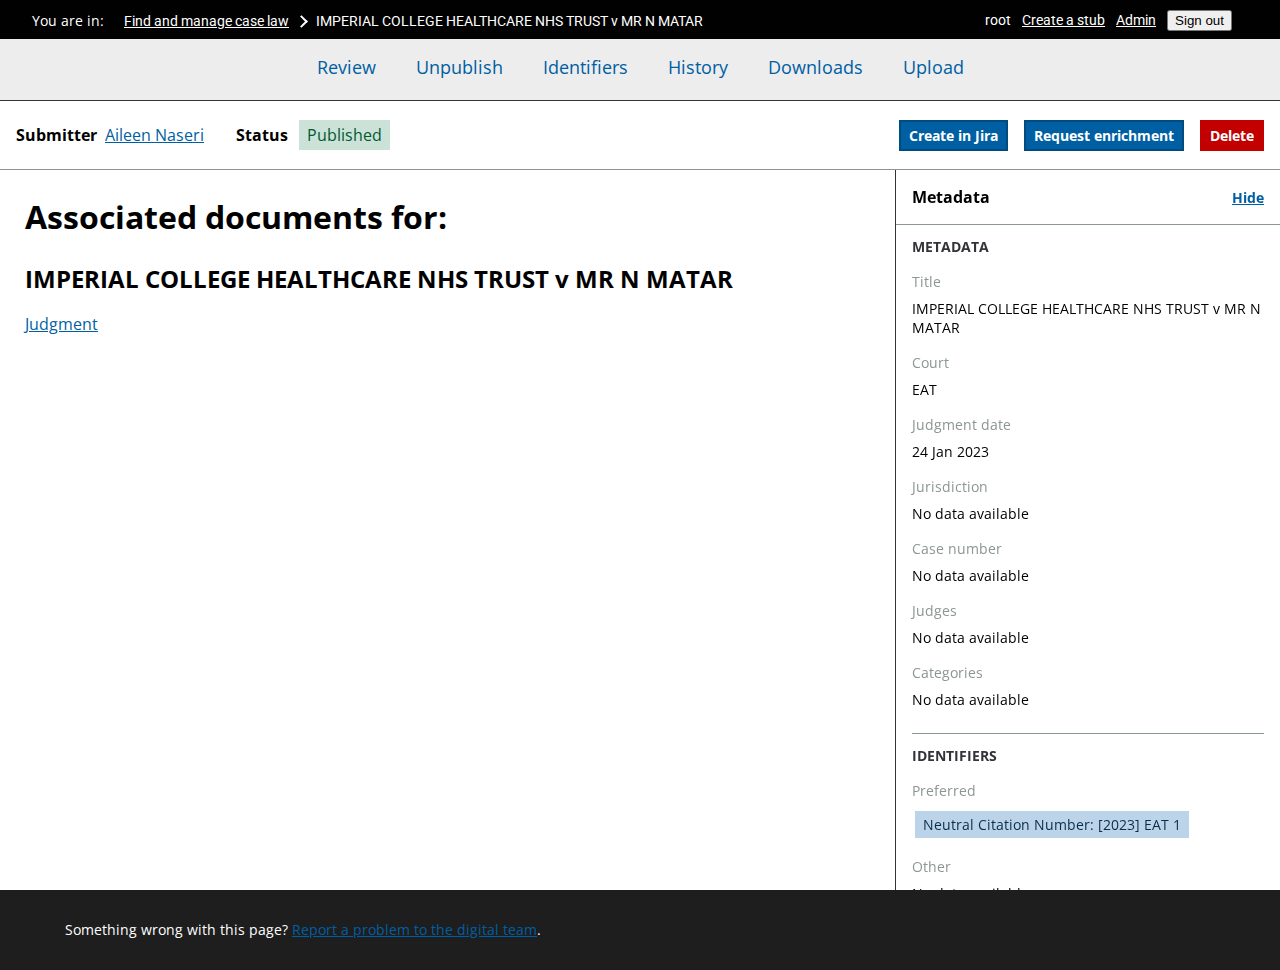 You are in: Find and manage case law > IMPERIAL COLLEGE HEALTHCARE NHS TRUST v MR N MATAR root Create a stub Admin Sign out
Review Unpublish Identifiers History Downloads Upload
Submitter Aileen Naseri Status Published Create in Jira Request enrichment Delete
Associated documents for:
IMPERIAL COLLEGE HEALTHCARE NHS TRUST v MR N MATAR
Judgment
Metadata Hide
METADATA
Title
IMPERIAL COLLEGE HEALTHCARE NHS TRUST v MR N
MATAR
Court
EAT
Judgment date
24 Jan 2023
Jurisdiction
No data available
Case number
No data available
Judges
No data available
Categories
No data available
IDENTIFIERS
Preferred
Neutral Citation Number: [2023] EAT 1
Other
Something wrong with this page? Report a problem to the digital team.